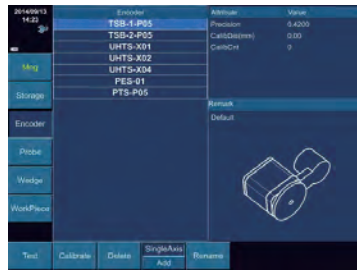 2014/09/13
14:23
Mng
Storage
Encoder
Probe
Wedge
WorkPiece
Encoder
TSB-1-P05
TSB-2-P05
UHTS-X01
UHTS-X02
UHTS-X04
PES-01
PTS-P05
Attribute Value
Precision 0.4200
CalibDis(mm) 0.00
CalibCnt 0
Remark
Default
Test Calibrate Delete SingleAxis Rename
Add